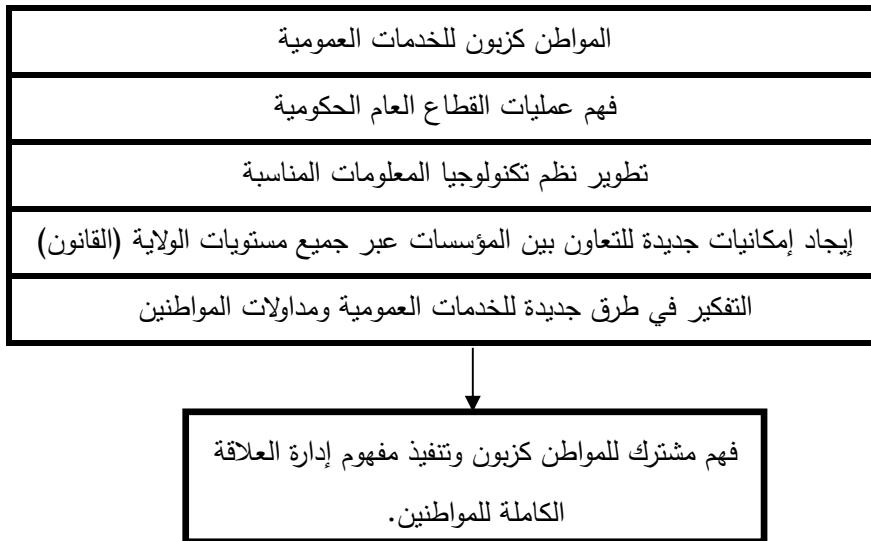 المواطن كزبون للخدمات العمومية
فهم عمليات القطاع العام الحكومية
تطوير نظم تكنولوجيا المعلومات المناسبة
إيجاد إمكانيات جديدة للتعاون بين المؤسسات عبر جميع مستويات الولاية (القانون)
التفكير في طرق جديدة للخدمات العمومية ومداولات المواطنين
فهم مشترك للمواطن كزبون وتنفيذ مفهوم إدارة العلاقة
الكاملة للمواطنين.